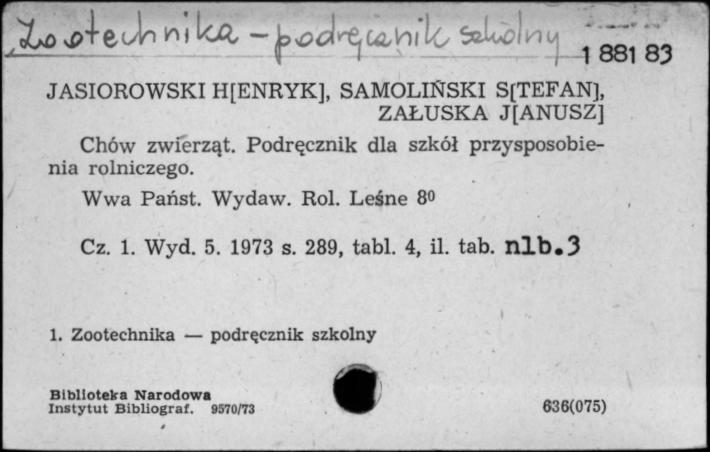 Zootechnika – podręcznik szkolny
1 881 83
JASIOROWSKI H[ENRYK], SAMOLIŃSKI S[TEFAN],
ZAŁUSKA J[ANUSZ]
Chów zwierząt. Podręcznik dla szkół przysposobie-
nia rolniczego.
Wwa Państ. Wydaw. Rol. Leśne 8⁰
Cz. 1. Wyd. 5. 1973 s. 289, tabl. 4, il. tab. nlb.3
1. Zootechnika — podręcznik szkolny
Biblioteka Narodowa
Instytut Bibliograf. 9570/73
636(075)